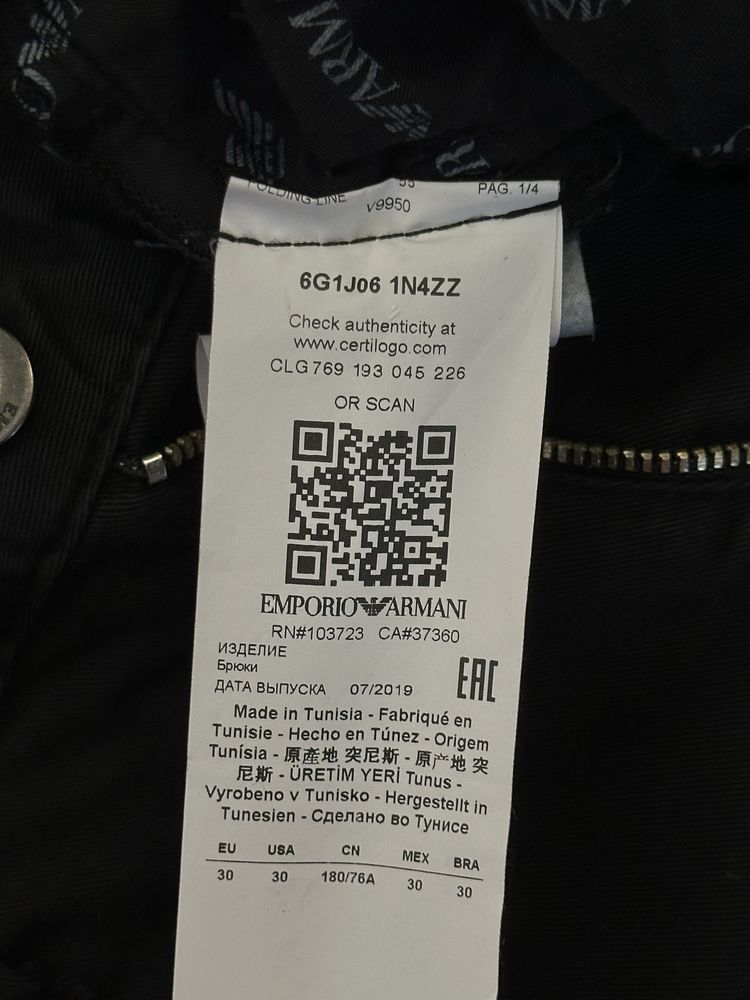 ARM
FOLDING LINE 55 PAG. 1/4
v9950
6G1J06 1N4ZZ
Check authenticity at
www.certilogo.com
CLG 769 193 045 226
OR SCAN
EMPORIO ARMANI
RN#103723 CA#37360
ИЗДЕЛИЕ
Брюки
ДАТА ВЫПУСКА 07/2019
EAC
Made in Tunisia - Fabriqué en
Tunisie - Hecho en Túnez - Origem
Tunísia - 原產地 突尼斯 - 原产地 突
尼斯 - ÜRETİM YERİ Tunus -
Vyrobeno v Tunisko - Hergestellt in
Tunesien - Сделано во Тунисе
EU USA CN MEX BRA
30 30 180/76A 30 30